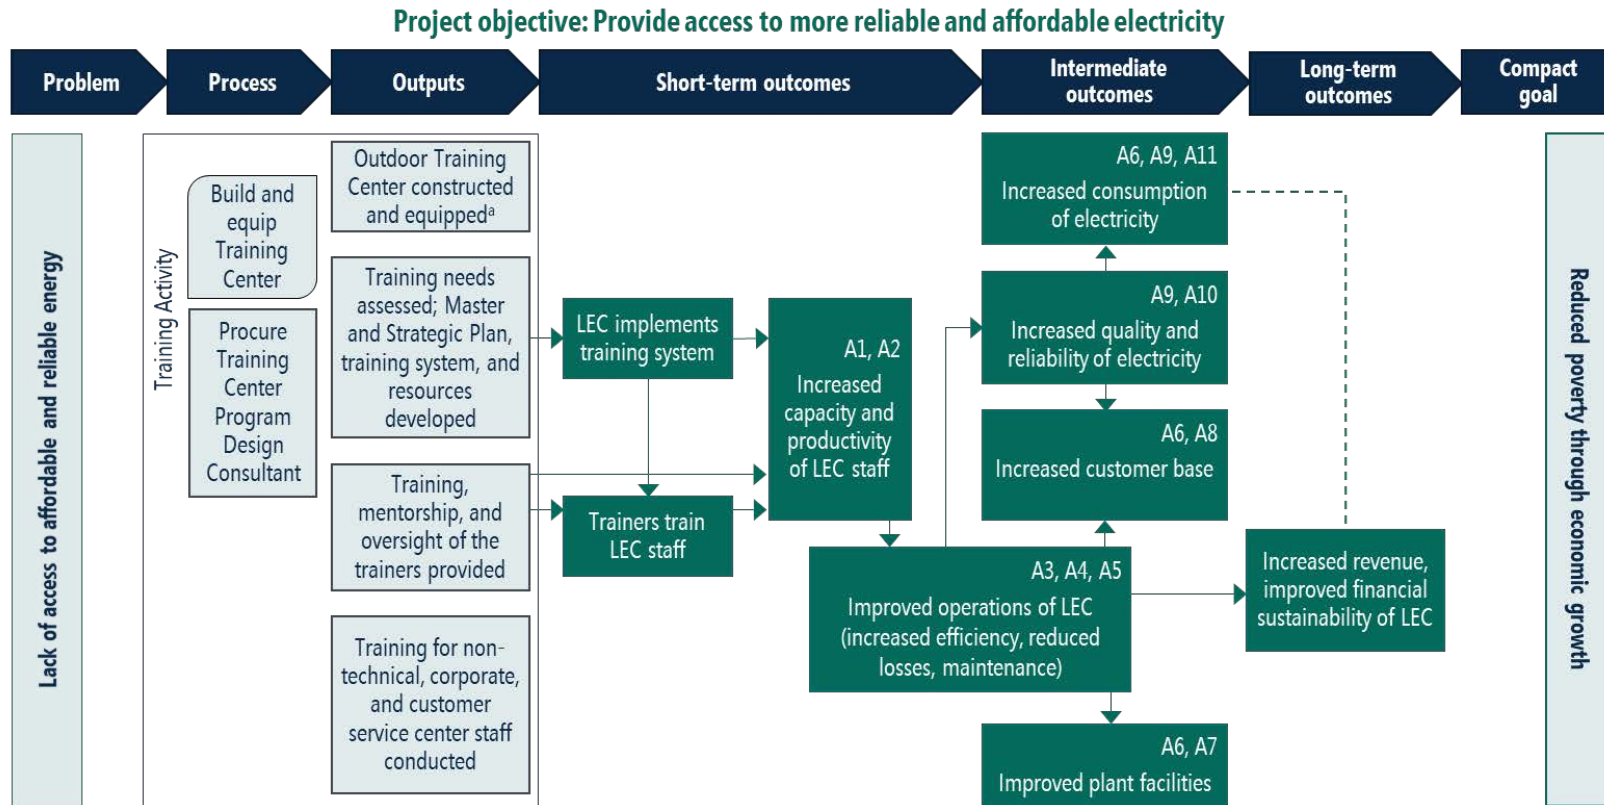 Project objective: Provide access to more reliable and affordable electricity
Problem
Process
Outputs
Short-term outcomes
Intermediate
outcomes
Long-term
outcomes
Compact
goal
Lack of access to affordable and reliable energy
Training Activity
Build and
equip
Training
Center
Procure
Training
Center
Program
Design
Consultant
Outdoor Training
Center constructed
and equippedᵃ
Training needs
assessed; Master
and Strategic Plan,
training system, and
resources
developed
Training,
mentorship, and
oversight of the
trainers provided
Training for non-
technical, corporate,
and customer
service center staff
conducted
LEC implements
training system
Trainers train
LEC staff
A1, A2
Increased
capacity and
productivity
of LEC staff
A3, A4, A5
Improved operations of LEC
(increased efficiency, reduced
losses, maintenance)
A6, A9, A11
Increased consumption
of electricity
A9, A10
Increased quality and
reliability of electricity
A6, A8
Increased customer base
A6, A7
Improved plant facilities
Increased revenue,
improved financial
sustainability of LEC
Reduced poverty through economic growth